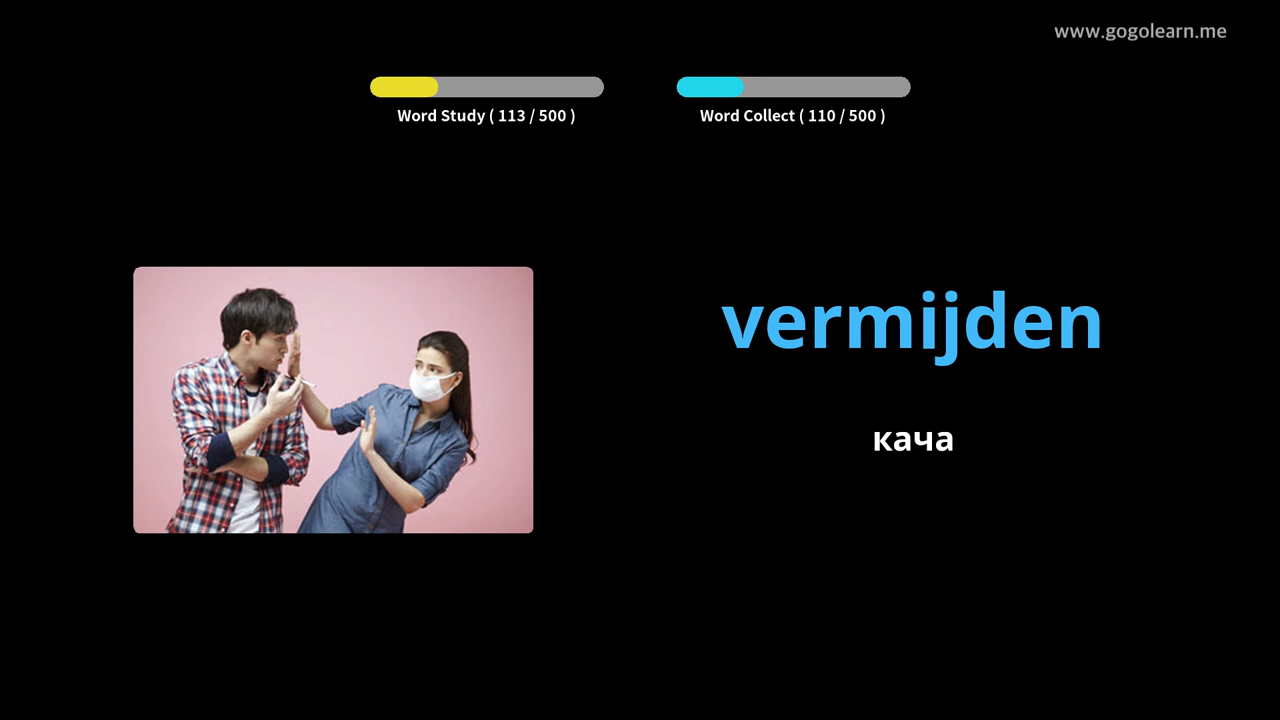 www.gogolearn.me
Word Study ( 113 / 500 )
Word Collect ( 110 / 500 )
vermijden
кача